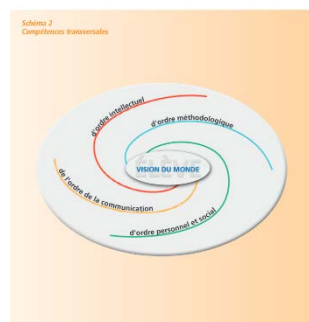 Schéma 2
Compétences transversales
d'ordre intellectuel
d'ordre méthodologique
ÉLÈVE
VISION DU MONDE
de l'ordre de la communication
d'ordre personnel et social